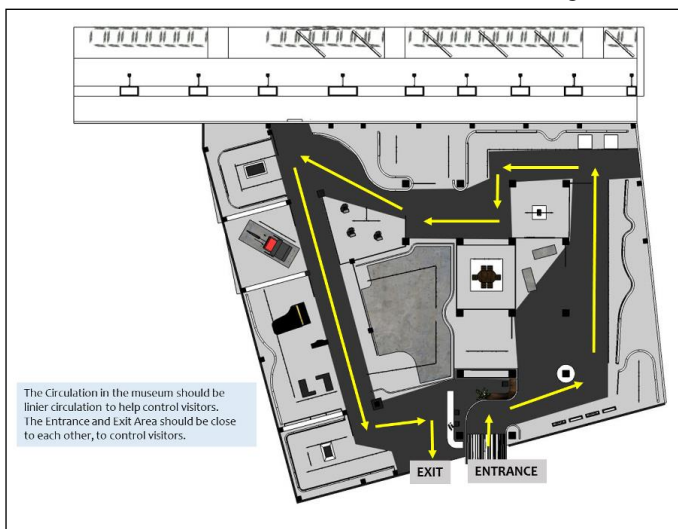 The Circulation in the museum should be
linier circulation to help control visitors.
The Entrance and Exit Area should be close
to each other, to control visitors.
EXIT
ENTRANCE